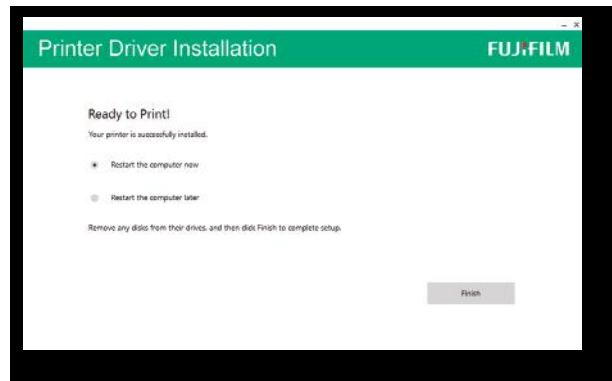 Printer Driver Installation
FUJIFILM
Ready to Print!
Your printer is successfully installed.
Restart the computer now
Restart the computer later
Remove any disks from their drives, and then click Finish to complete setup.
Finish